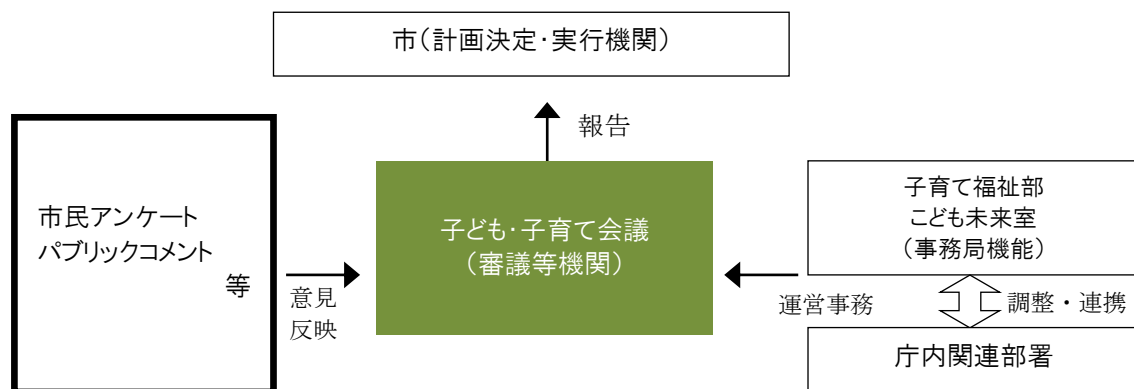 市(計画決定・実行機関)
報告
市民アンケート
パブリックコメント
等
意見
反映
子ども・子育て会議
(審議等機関)
子育て福祉部
こども未来室
(事務局機能)
運営事務
調整・連携
庁内関連部署